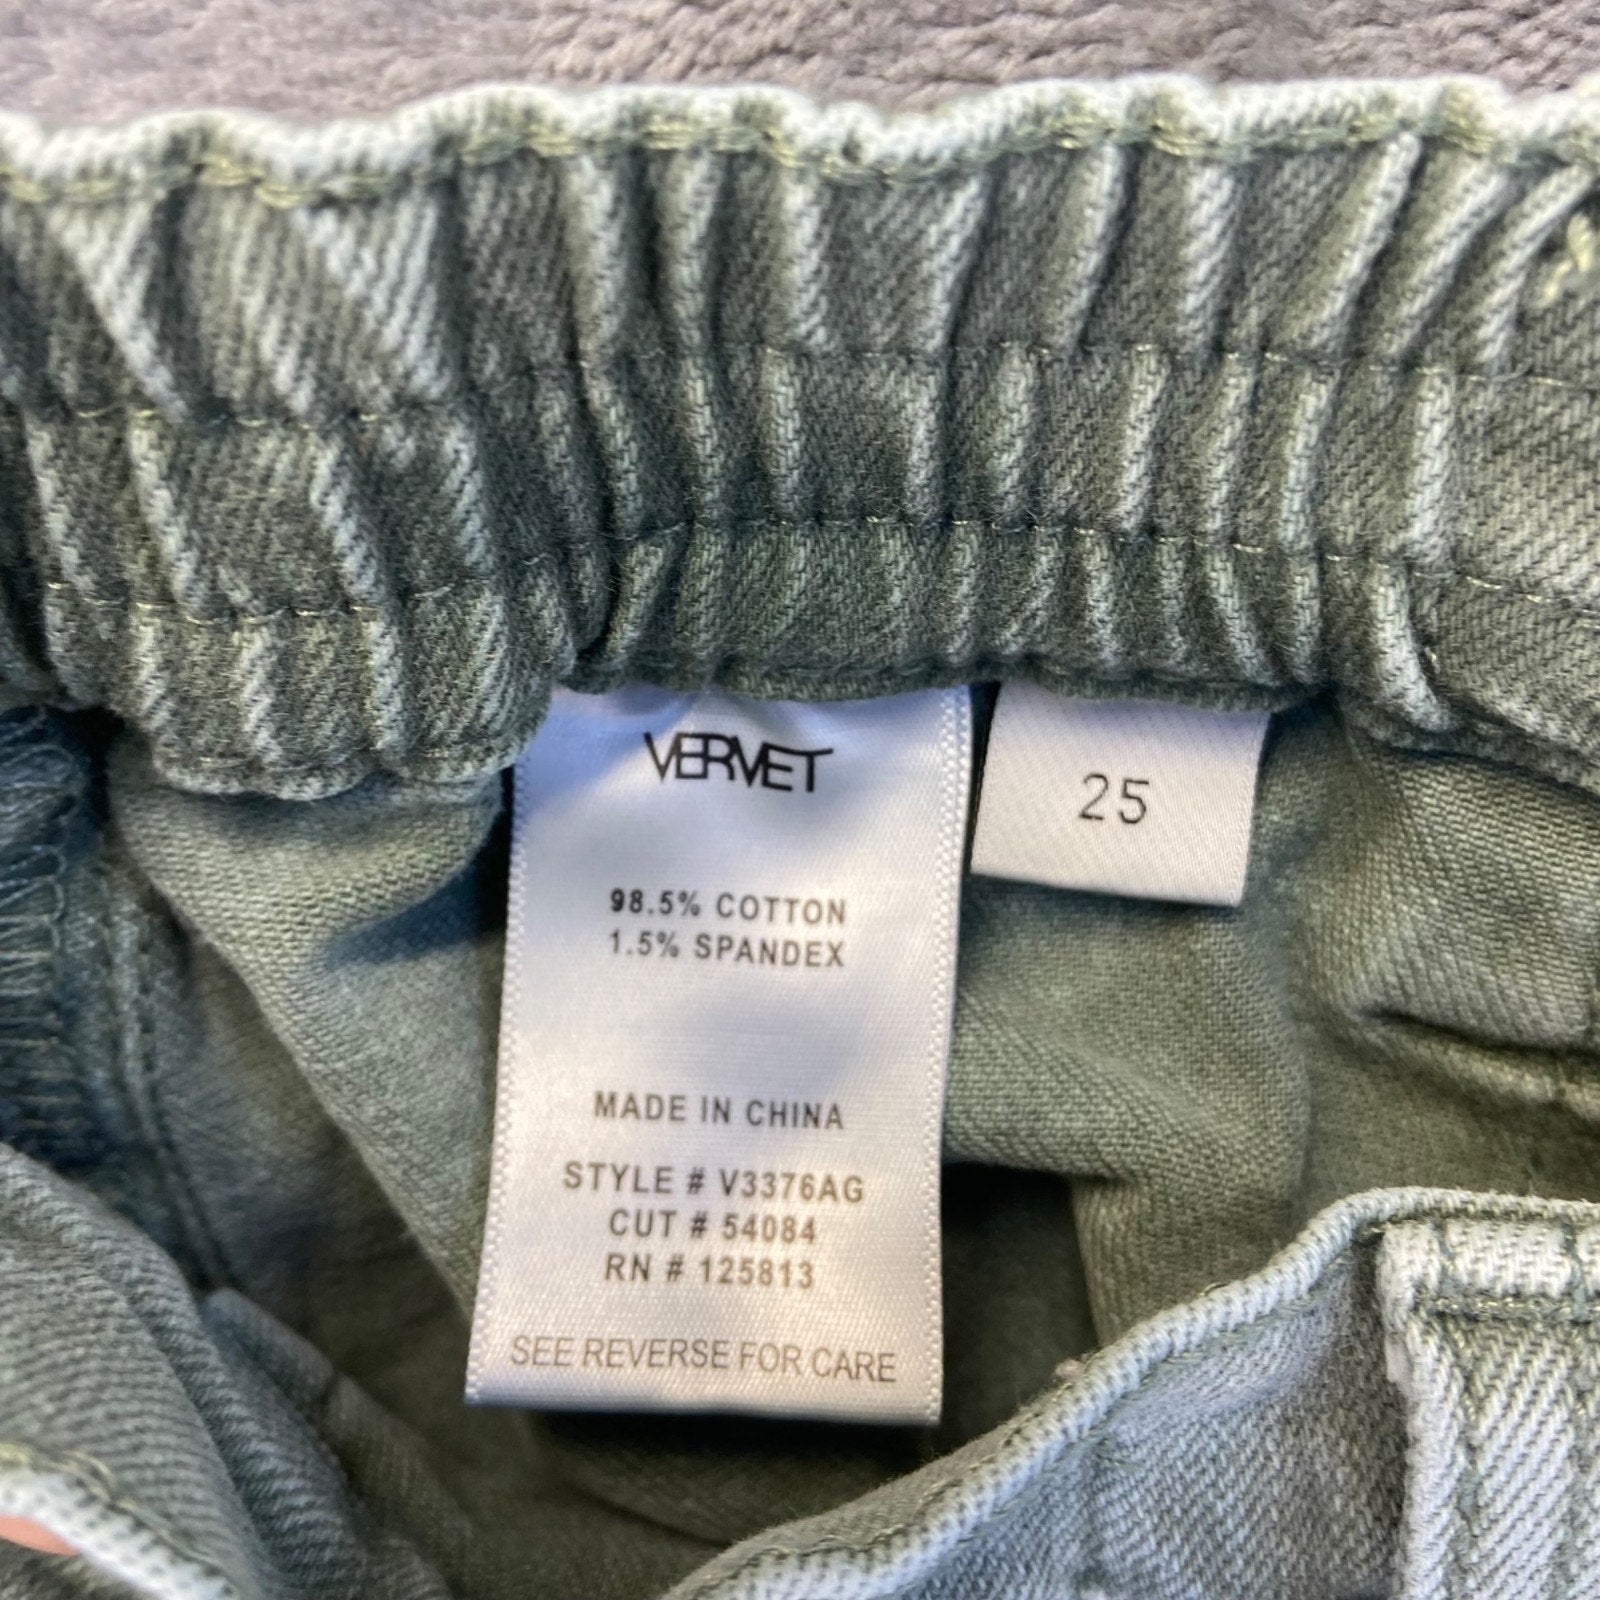 VERVET
25
98.5% COTTON
1.5% SPANDEX
MADE IN CHINA
STYLE # V3376AG
CUT # 54084
RN # 125813
SEE REVERSE FOR CARE